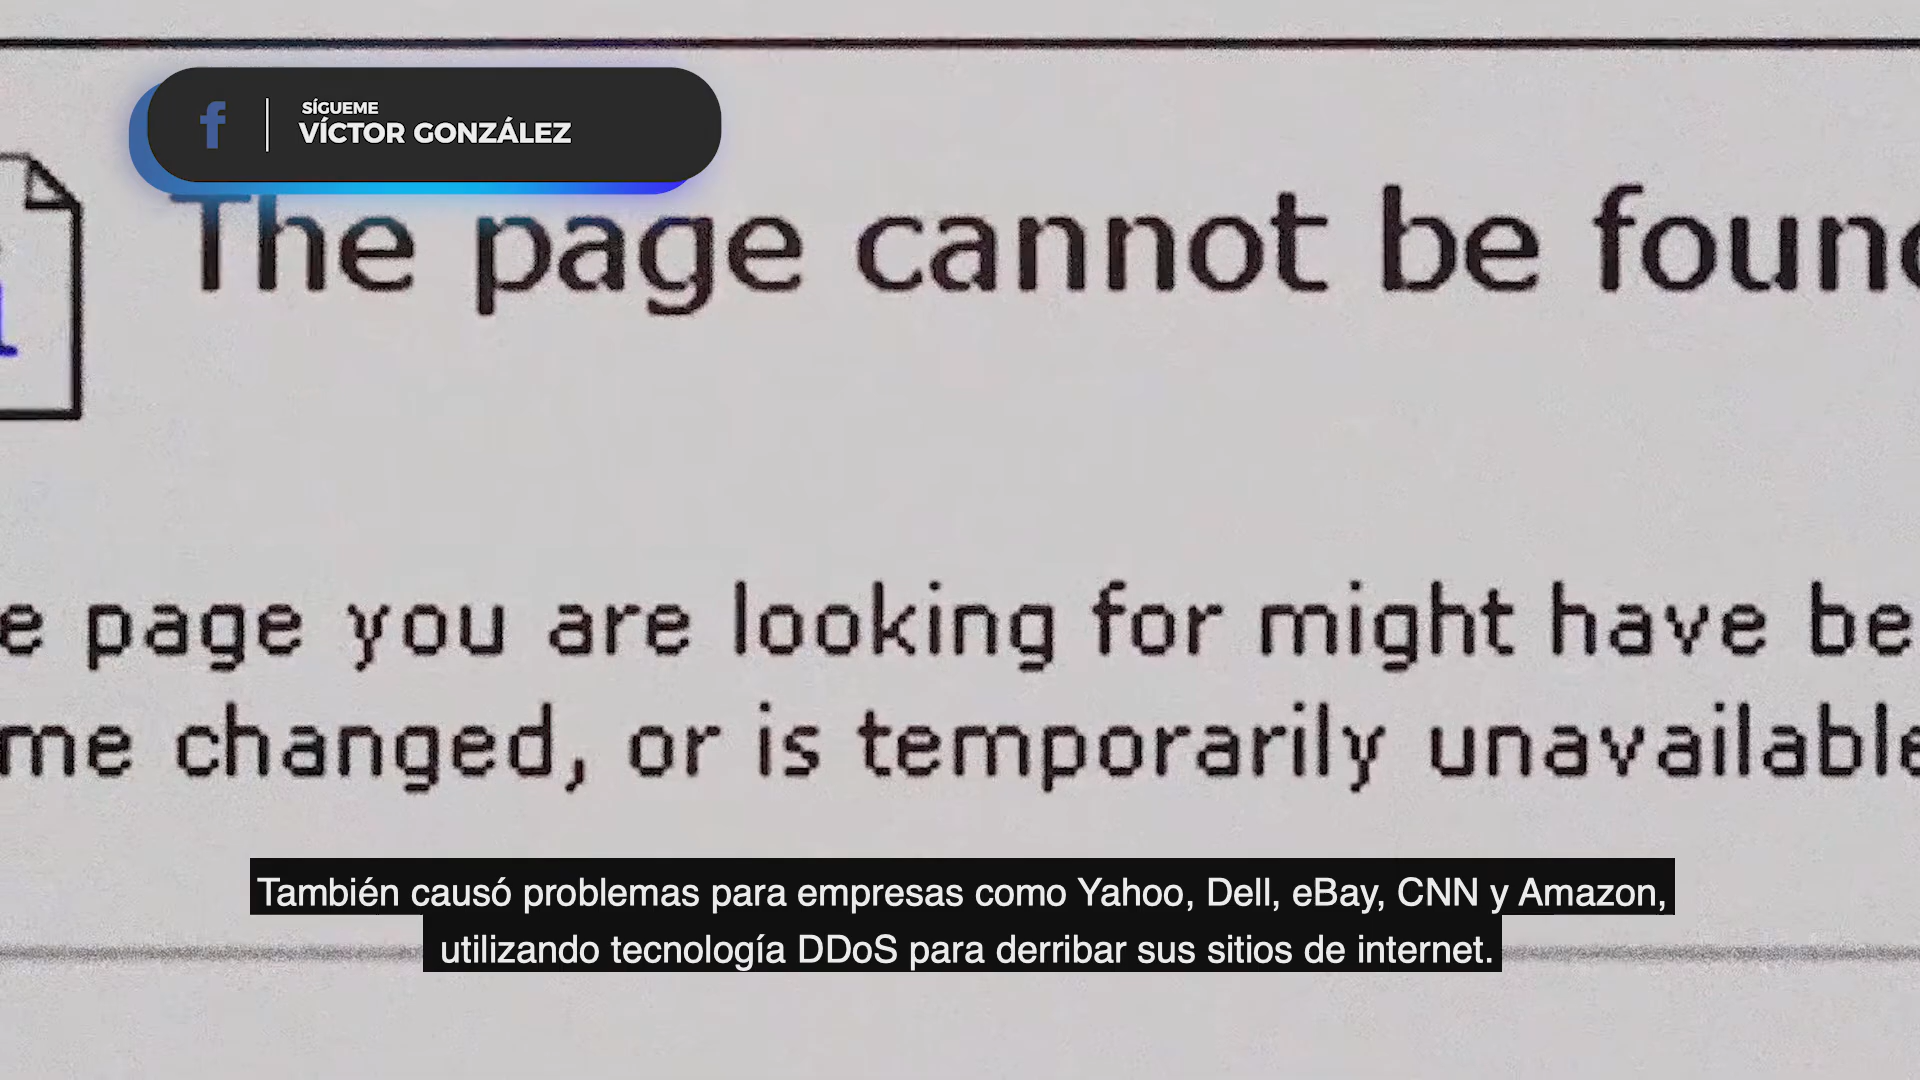 SÍGUEME
VÍCTOR GONZÁLEZ
The page cannot be found
e page you are looking for might have be
me changed, or is temporarily unavailable
También causó problemas para empresas como Yahoo, Dell, eBay, CNN y Amazon,
utilizando tecnología DDoS para derribar sus sitios de internet.